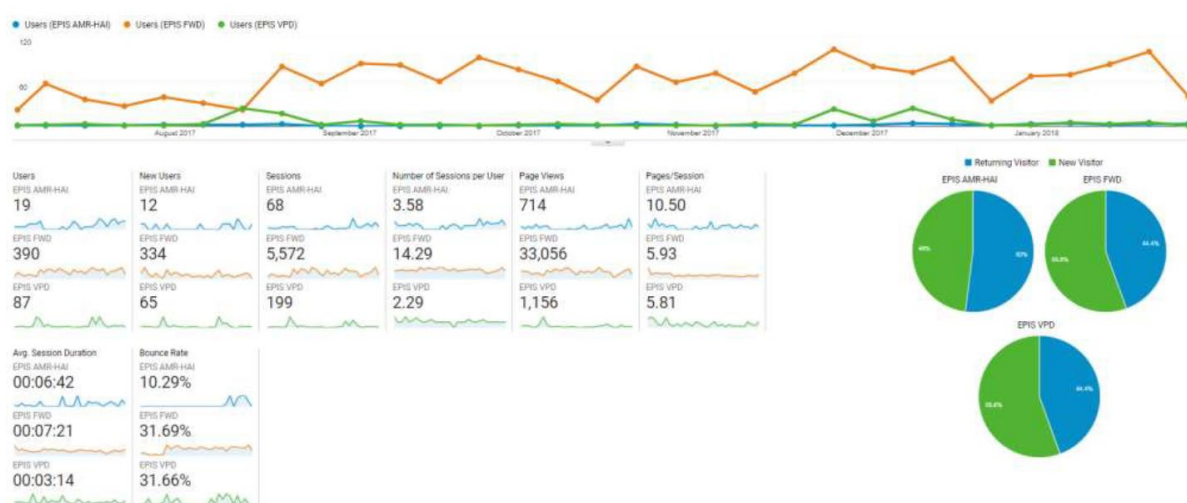 Users (EPIS AMR-HAI) Users (EPIS FWD) Users (EPIS VPD)
120
60
August 2017 September 2017 October 2017 November 2017 December 2017 January 2018
Users New Users Sessions Number of Sessions per User Page Views Pages/Session
EPIS AMR-HAI EPIS AMR-HAI EPIS AMR-HAI EPIS AMR-HAI EPIS AMR-HAI EPIS AMR-HAI
19 12 68 3.58 714 10.50
EPIS FWD EPIS FWD EPIS FWD EPIS FWD EPIS FWD EPIS FWD
390 334 5,572 14.29 33,056 5.93
EPIS VPD EPIS VPD EPIS VPD EPIS VPD EPIS VPD EPIS VPD
87 65 199 2.29 1,156 5.81
Avg. Session Duration Bounce Rate
EPIS AMR-HAI EPIS AMR-HAI
00:06:42 10.29%
EPIS FWD EPIS FWD
00:07:21 31.69%
EPIS VPD EPIS VPD
00:03:14 31.66%
Returning Visitor New Visitor
EPIS AMR-HAI EPIS FWD
44.4%
EPIS VPD
44.4%